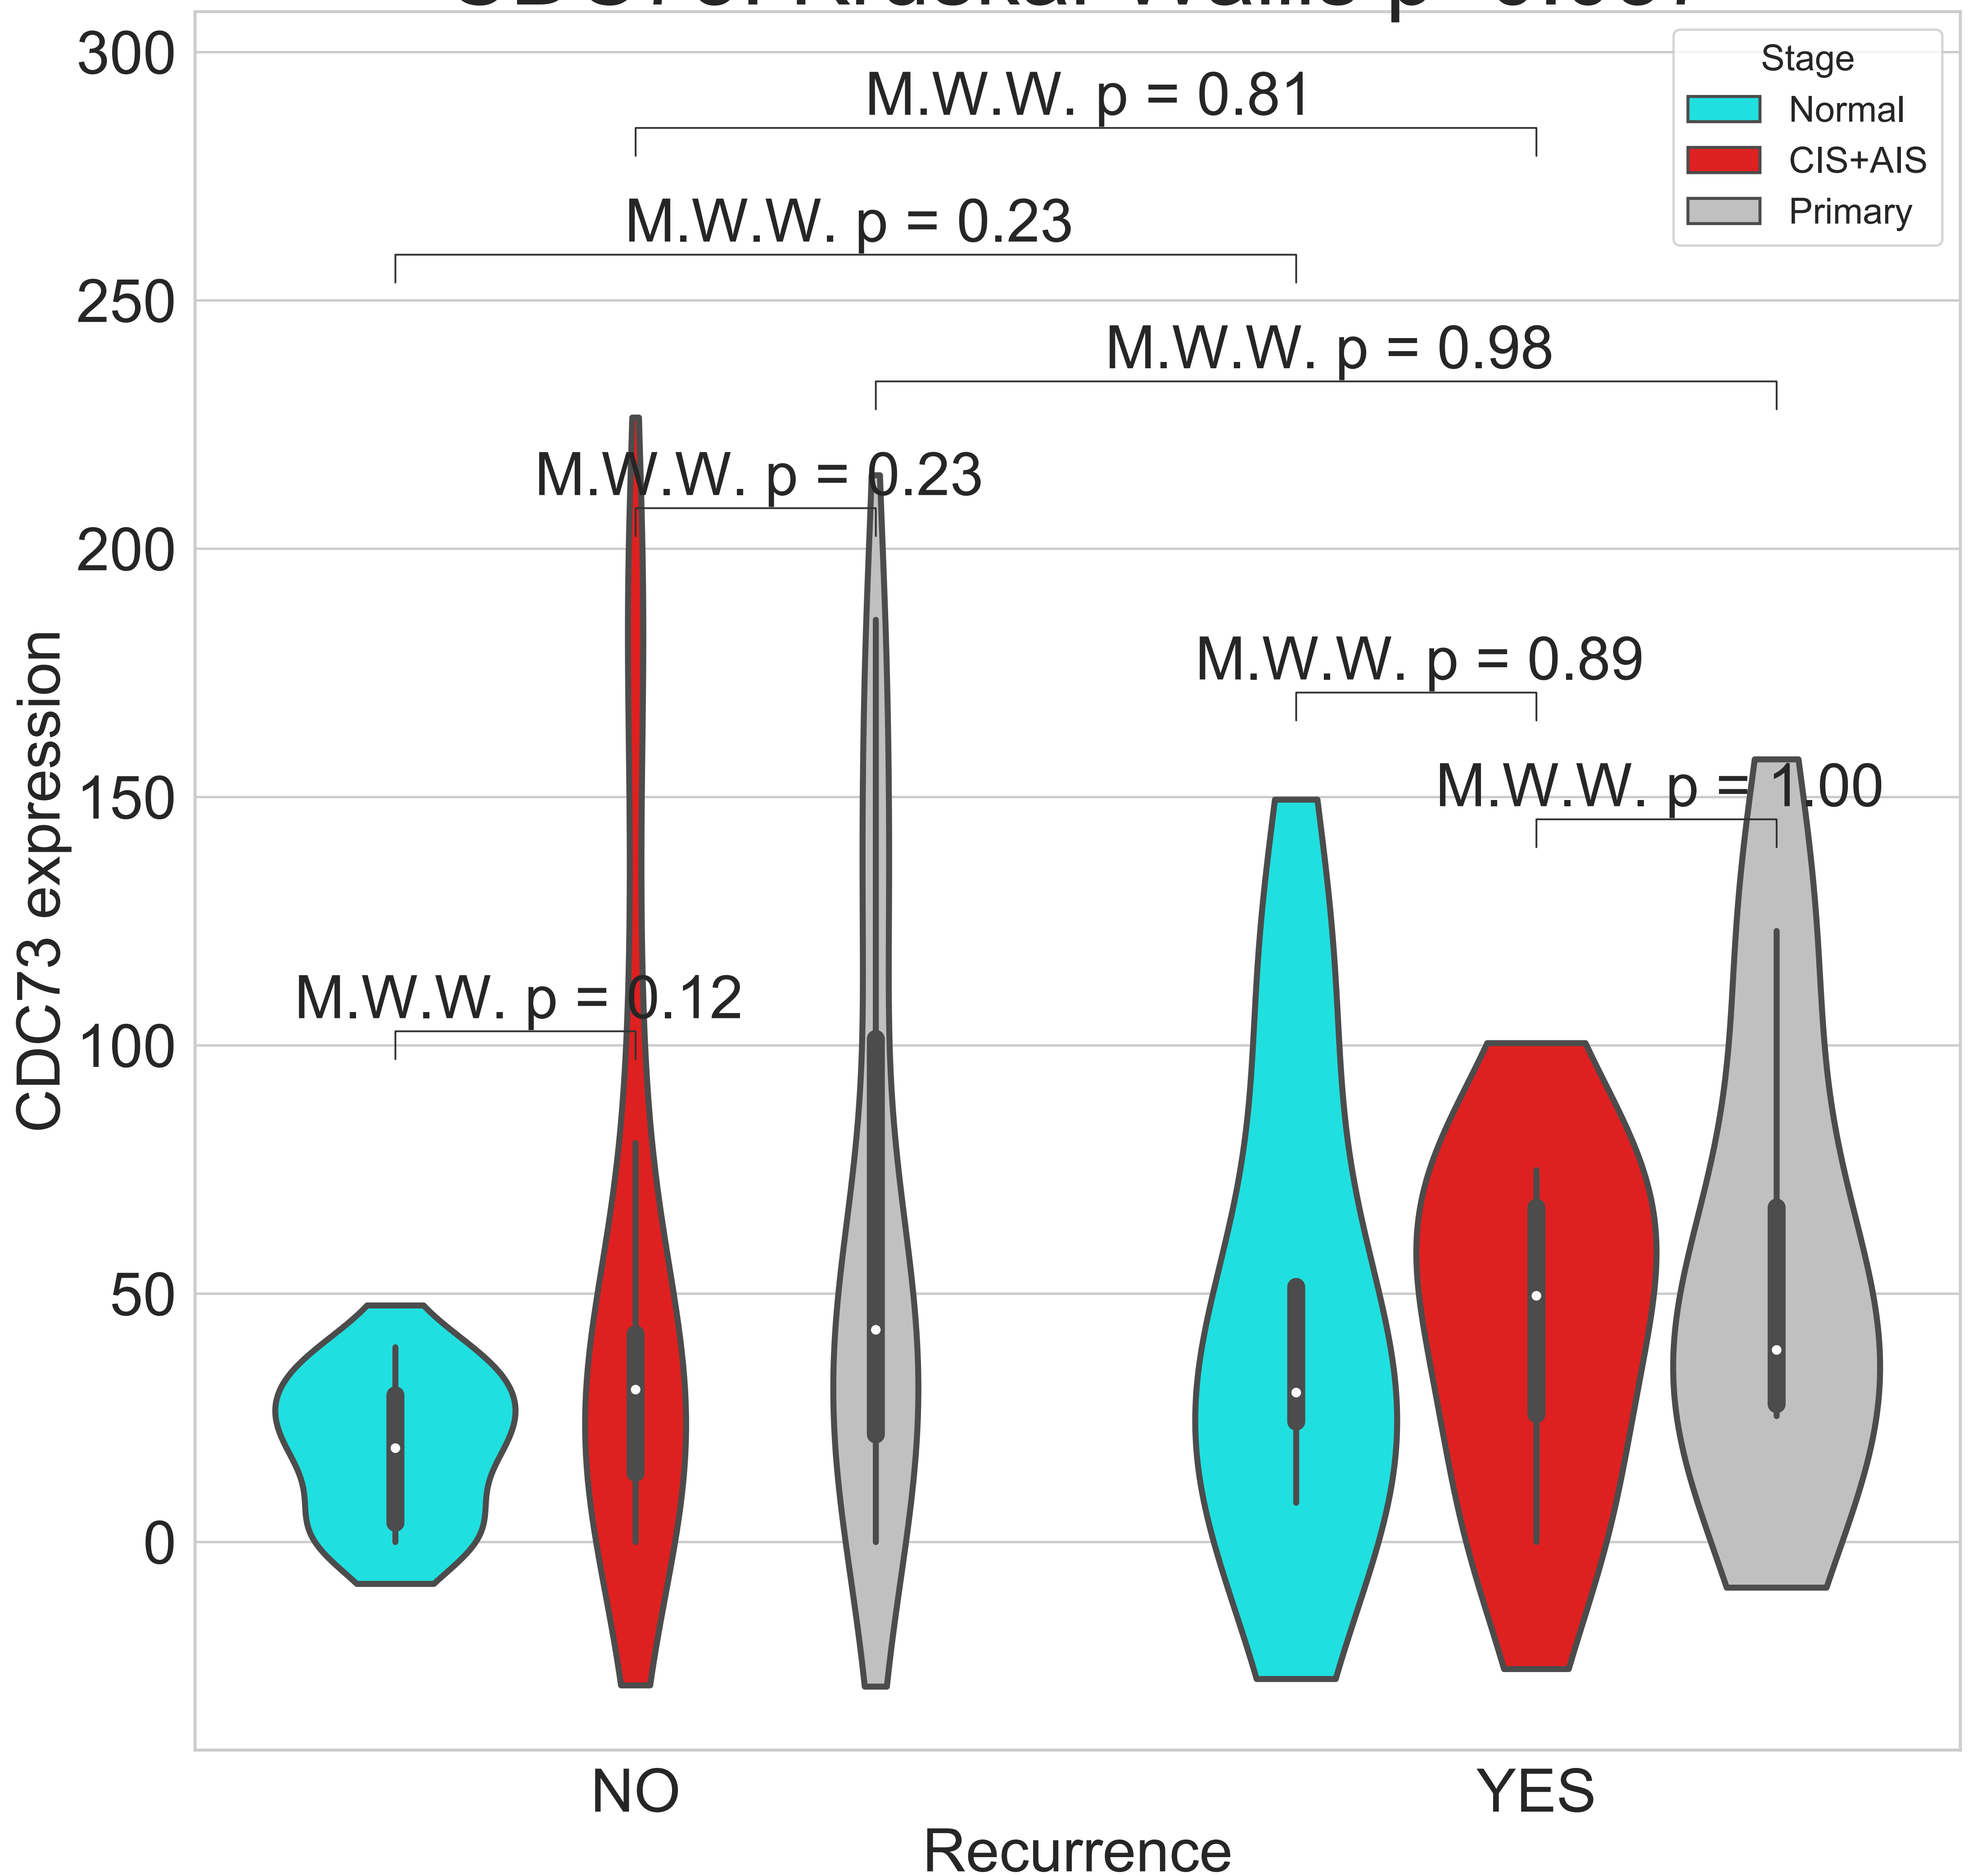 300
250
200
150
100
50
0
CDC73 expression
M.W.W. p = 0.81
M.W.W. p = 0.23
M.W.W. p = 0.98
M.W.W. p = 0.23
M.W.W. p = 0.89
M.W.W. p = 1.00
M.W.W. p = 0.12
Stage
Normal
CIS+AIS
Primary
NO
YES
Recurrence